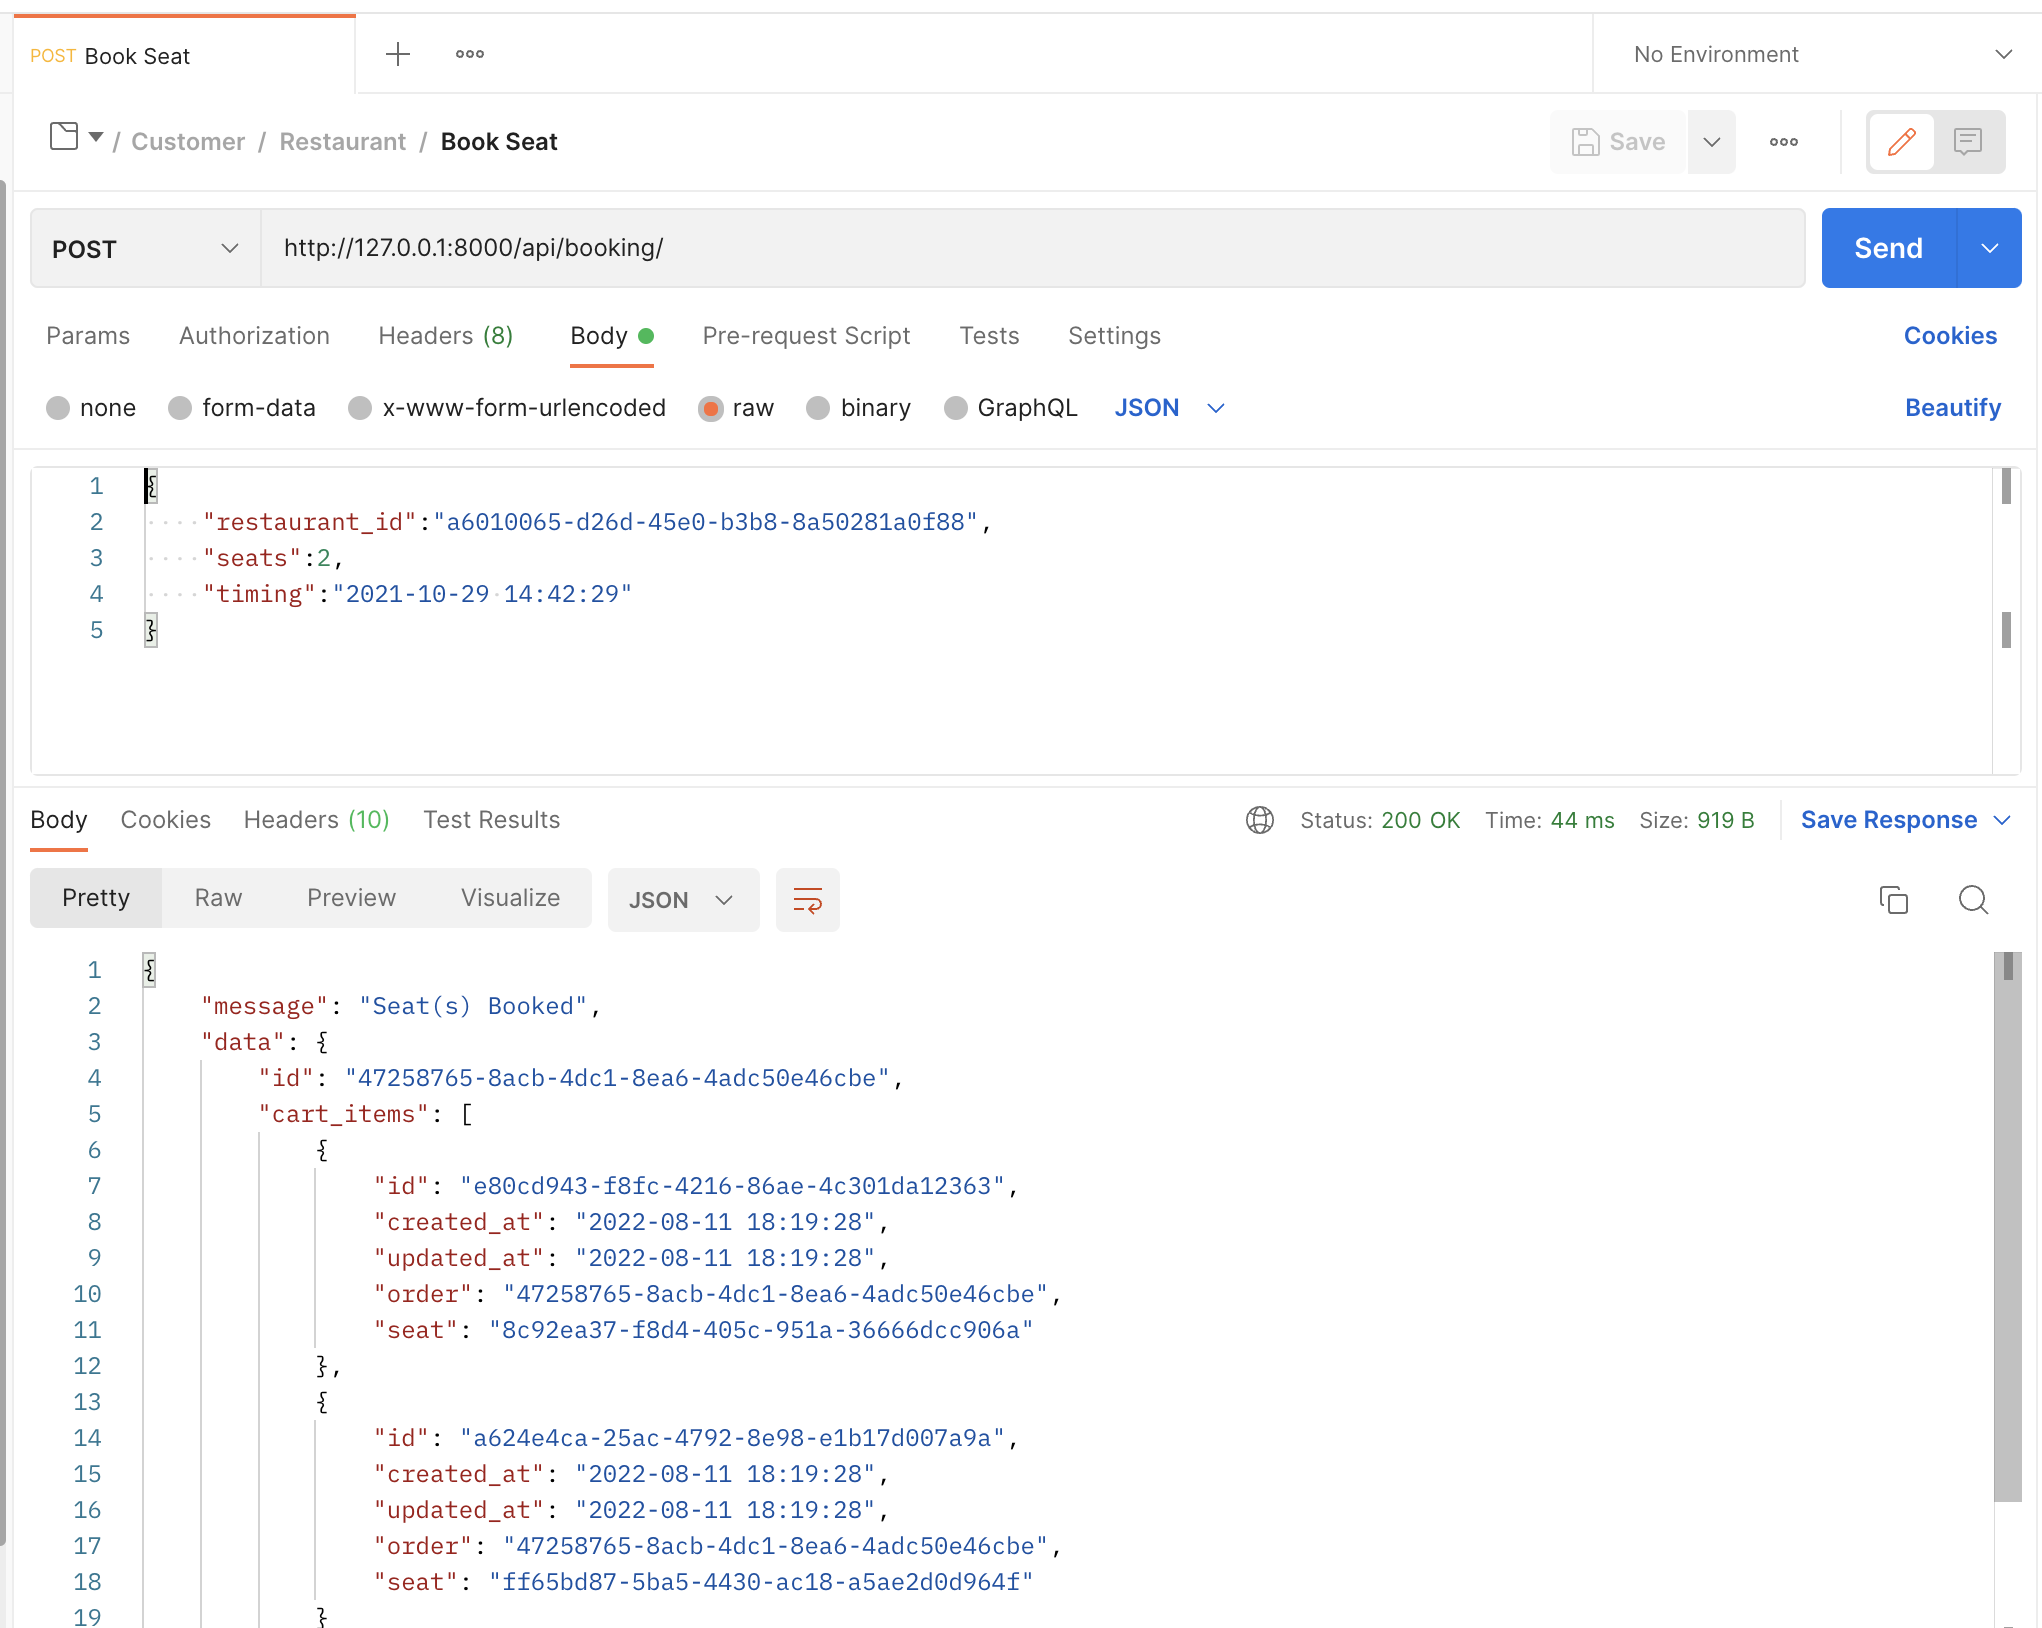 POST Book Seat
No Environment
/ Customer / Restaurant / Book Seat
Save
POST
http://127.0.0.1:8000/api/booking/
Send
Params Authorization Headers (8) Body Pre-request Script Tests Settings Cookies
none form-data x-www-form-urlencoded raw binary GraphQL JSON Beautify
1 {
2 "restaurant_id":"a6010065-d26d-45e0-b3b8-8a50281a0f88",
3 "seats":2,
4 "timing":"2021-10-29 14:42:29"
5 }
Body Cookies Headers (10) Test Results Status: 200 OK Time: 44 ms Size: 919 B Save Response
Pretty Raw Preview Visualize JSON
1 {
2 "message": "Seat(s) Booked",
3 "data": {
4 "id": "47258765-8acb-4dc1-8ea6-4adc50e46cbe",
5 "cart_items": [
6 {
7 "id": "e80cd943-f8fc-4216-86ae-4c301da12363",
8 "created_at": "2022-08-11 18:19:28",
9 "updated_at": "2022-08-11 18:19:28",
10 "order": "47258765-8acb-4dc1-8ea6-4adc50e46cbe",
11 "seat": "8c92ea37-f8d4-405c-951a-36666dcc906a"
12 },
13 {
14 "id": "a624e4ca-25ac-4792-8e98-e1b17d007a9a",
15 "created_at": "2022-08-11 18:19:28",
16 "updated_at": "2022-08-11 18:19:28",
17 "order": "47258765-8acb-4dc1-8ea6-4adc50e46cbe",
18 "seat": "ff65bd87-5ba5-4430-ac18-a5ae2d0d964f"
19 }